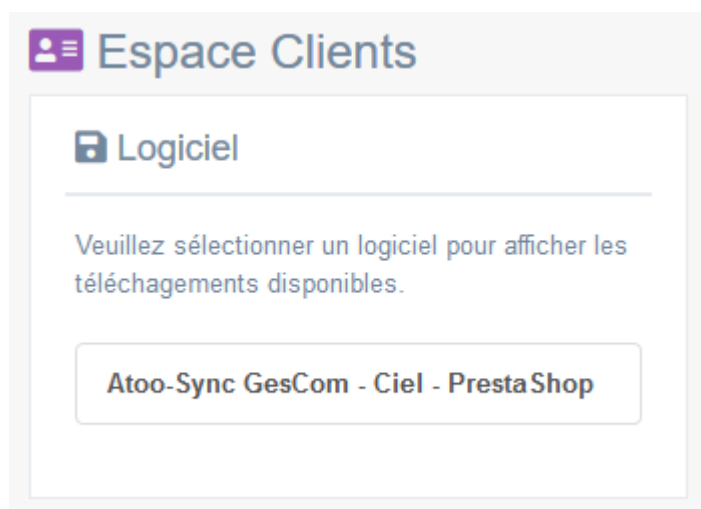 Espace Clients
Logiciel
Veuillez sélectionner un logiciel pour afficher les
téléchagements disponibles.
Atoo-Sync GesCom - Ciel - PrestaShop